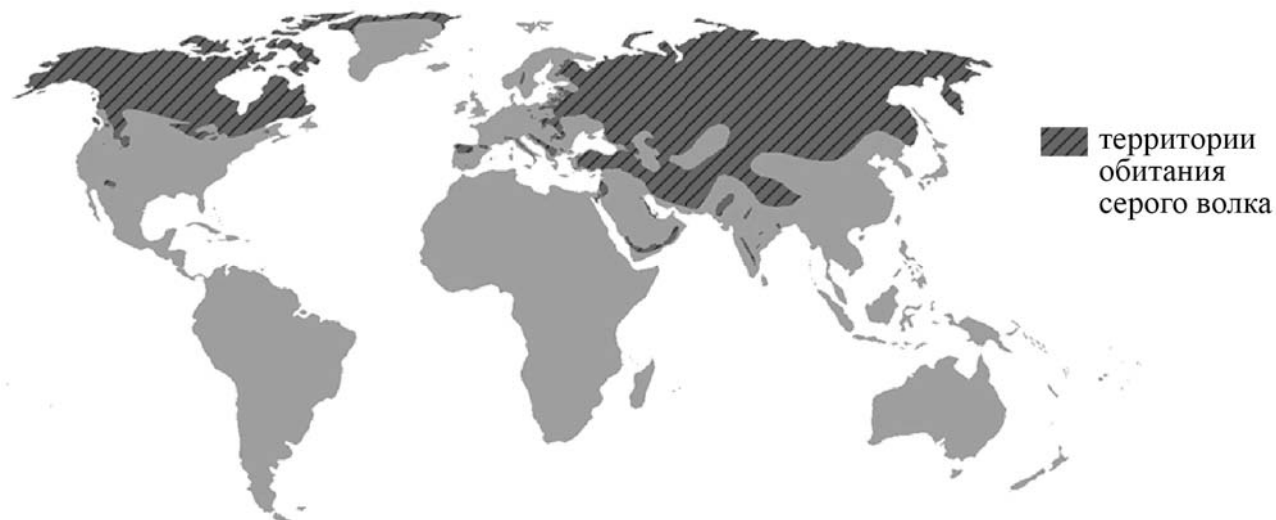 территории
обитания
серого волка